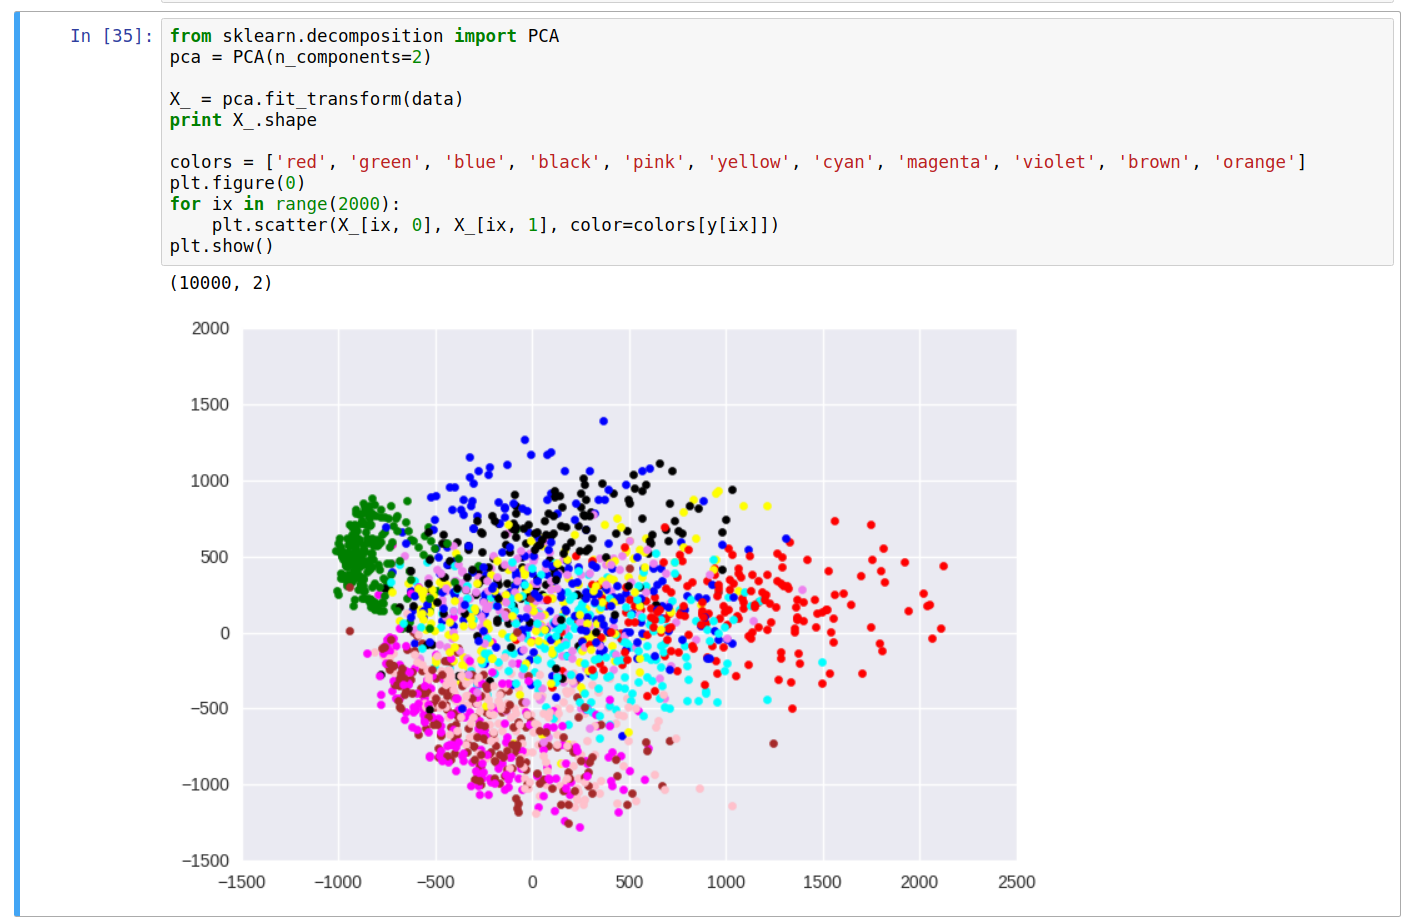 In [35]:
from sklearn.decomposition import PCA
pca = PCA(n_components=2)
X_ = pca.fit_transform(data)
print X_.shape
colors = ['red', 'green', 'blue', 'black', 'pink', 'yellow', 'cyan', 'magenta', 'violet', 'brown', 'orange']
plt.figure(0)
for ix in range(2000):
    plt.scatter(X_[ix, 0], X_[ix, 1], color=colors[y[ix]])
plt.show()
(10000, 2)
2000
1500
1000
500
0
−500
−1000
−1500
−1500 −1000 −500 0 500 1000 1500 2000 2500